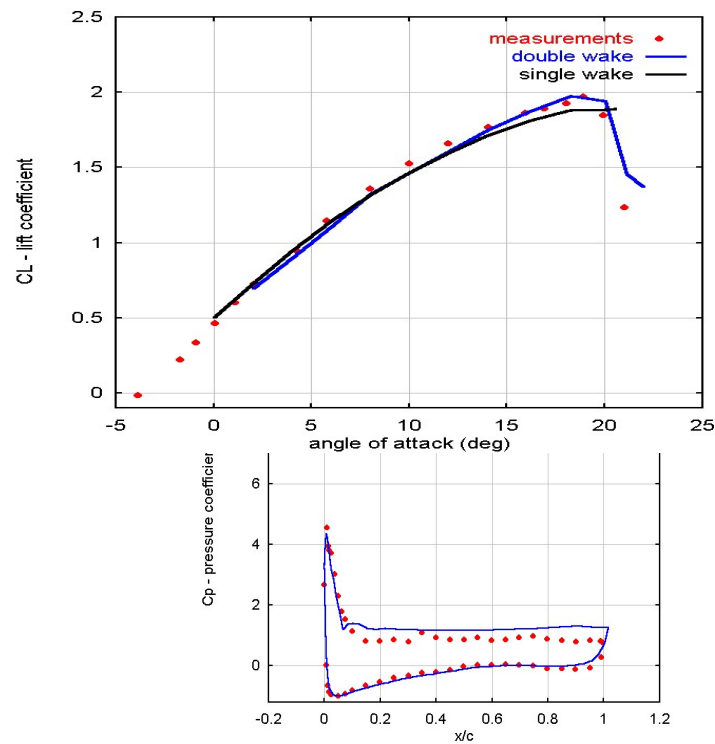 2.5
measurements
double wake
single wake
2
1.5
CL - lift coefficient
1
0.5
0
-5 0 5 10 15 20 25
angle of attack (deg)
6
Cp - pressure coefficien
4
2
0
-0.2 0 0.2 0.4 0.6 0.8 1 1.2
x/c